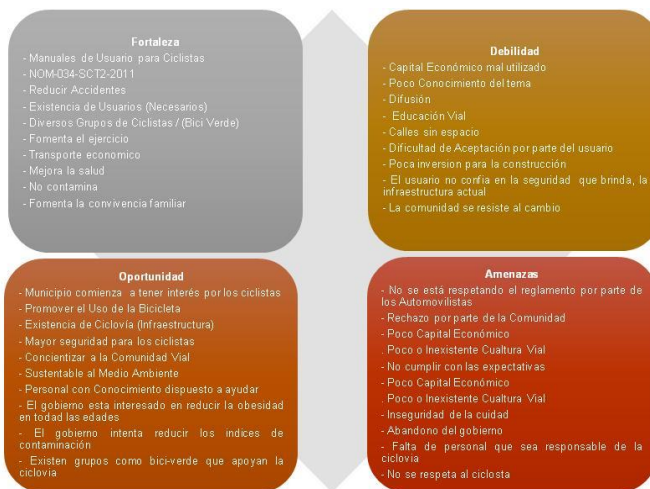 Fortaleza
- Manuales de Usuario para Ciclistas
- NOM-034-SCT2-2011
- Reducir Accidentes
- Existencia de Usuarios (Necesarios)
- Diversos Grupos de Ciclistas / (Bici Verde)
- Fomenta el ejercicio
- Transporte economico
- Mejora la salud
- No contamina
- Fomenta la convivencia familiar
Debilidad
- Capital Económico mal utilizado
- Poco Conocimiento del tema
- Difusión
- Educación Vial
- Calles sin espacio
- Dificultad de Aceptación por parte del usuario
- Poca inversion para la construcción
- El usuario no confia en la seguridad que brinda, la
infraestructura actual
- La comunidad se resiste al cambio
Oportunidad
- Municipio comienza a tener interés por los ciclistas
- Promover el Uso de la Bicicleta
- Existencia de Ciclovía (Infraestructura)
- Mayor seguridad para los ciclistas
- Concientizar a la Comunidad Vial
- Sustentable al Medio Ambiente
- Personal con Conocimiento dispuesto a ayudar
- El gobierno esta interesado en reducir la obesidad
en todad las edades
- El gobierno intenta reducir los indices de
contaminación
- Existen grupos como bici-verde que apoyan la
ciclovia
Amenazas
- No se está respetando el reglamento por parte de
los Automovilistas
- Rechazo por parte de la Comunidad
- Poco Capital Económico
. Poco o Inexistente Cualtura Vial
- No cumplir con las expectativas
- Poco Capital Económico
. Poco o Inexistente Cualtura Vial
- Inseguridad de la cuidad
- Abandono del gobierno
- Falta de personal que sea responsable de la
ciclovia
- No se respeta al ciclosta